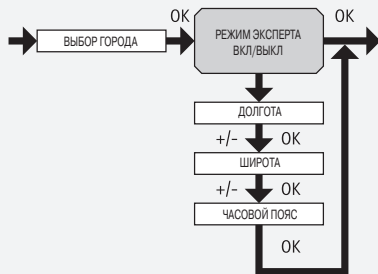 OK
OK
ВЫБОР ГОРОДА
РЕЖИМ ЭКСПЕРТА
ВКЛ/ВЫКЛ
ДОЛГОТА
+/- OK
ШИРОТА
+/- OK
ЧАСОВОЙ ПОЯС
OK